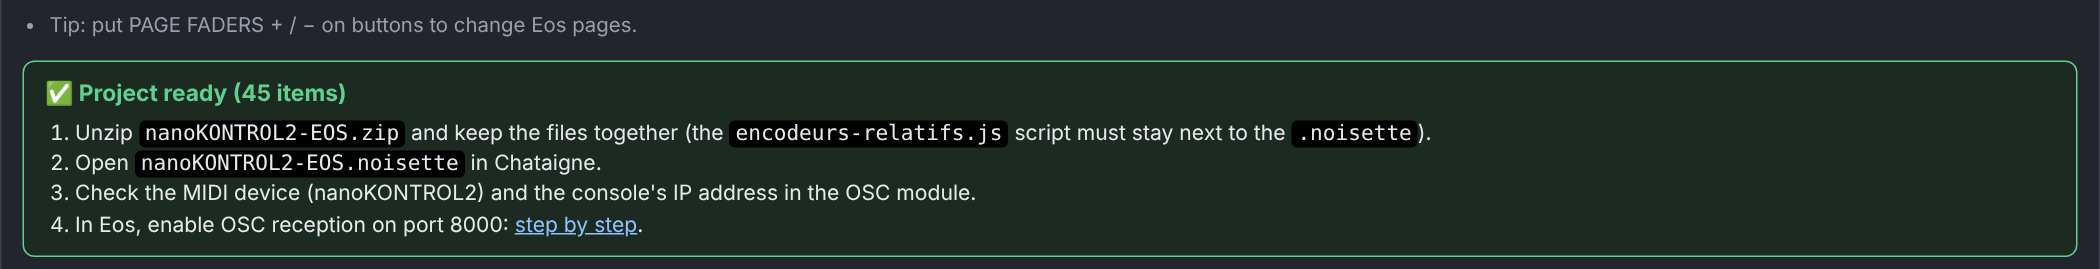 • Tip: put PAGE FADERS + / − on buttons to change Eos pages.
✅ Project ready (45 items)
1. Unzip nanoKONTROL2-EOS.zip and keep the files together (the encodeurs-relatifs.js script must stay next to the .noisette).
2. Open nanoKONTROL2-EOS.noisette in Chataigne.
3. Check the MIDI device (nanoKONTROL2) and the console's IP address in the OSC module.
4. In Eos, enable OSC reception on port 8000: step by step.